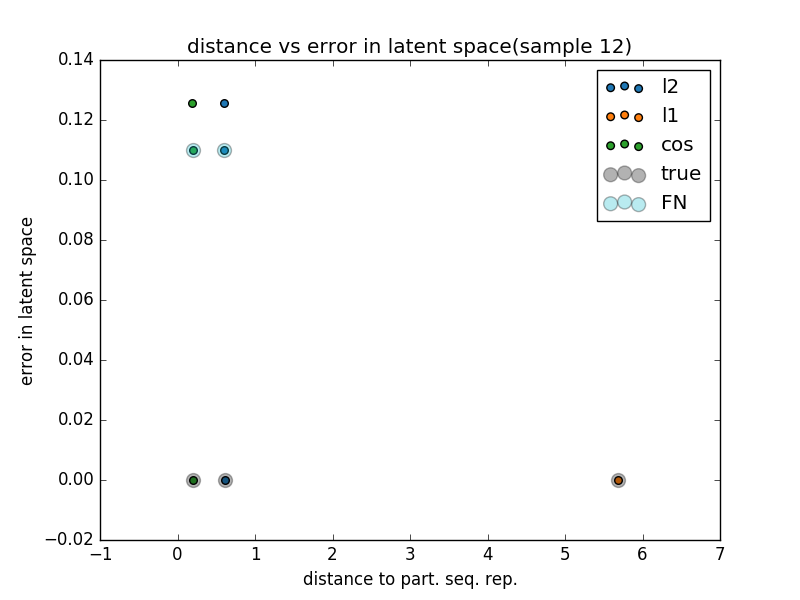 distance vs error in latent space(sample 12)
0.14
0.12
0.10
0.08
0.06
0.04
0.02
0.00
−0.02
error in latent space
l2
l1
cos
true
FN
−1 0 1 2 3 4 5 6 7
distance to part. seq. rep.